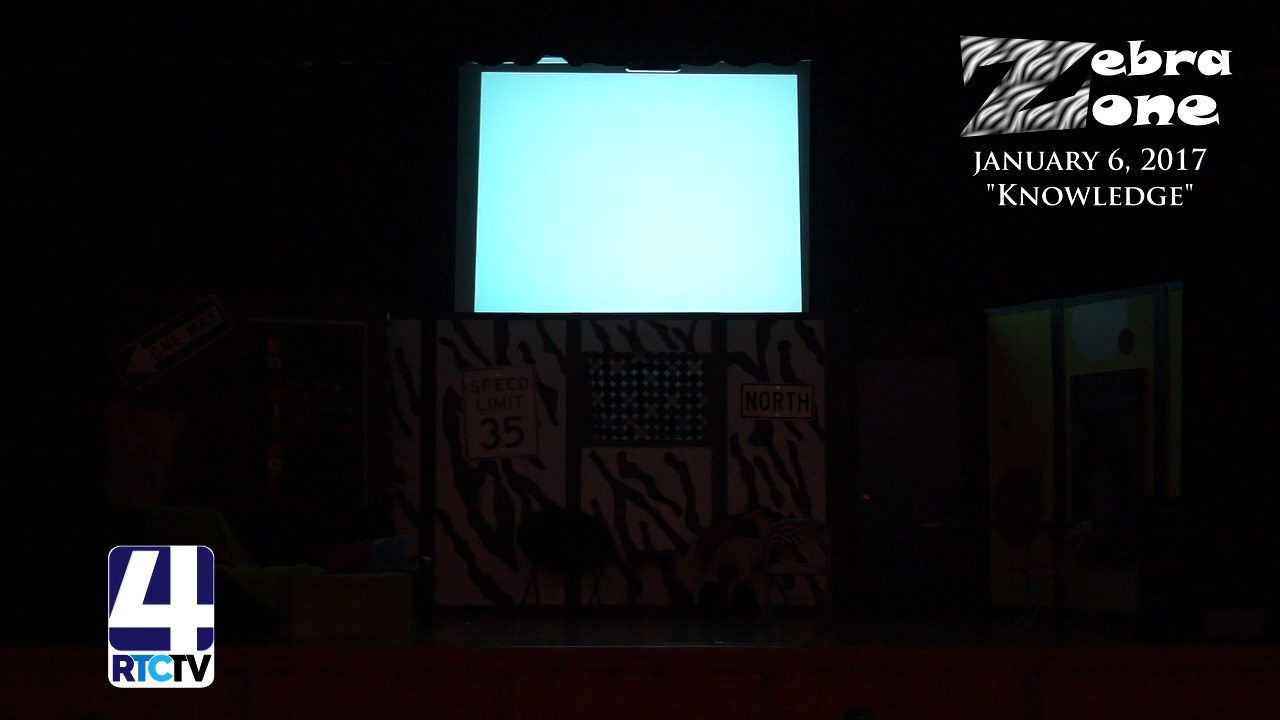 Zebra
Zone
JANUARY 6, 2017
"KNOWLEDGE"
ONE WAY
SPEED
LIMIT
35
NORTH
4
RTCTV